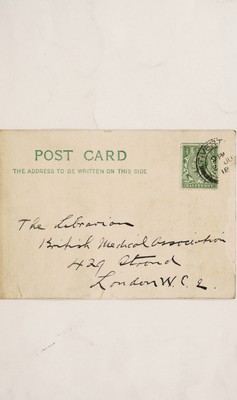 POST CARD
THE ADDRESS TO BE WRITTEN ON THIS SIDE
The Librarian
British Medical Association
429 Strand
London W.C.2.